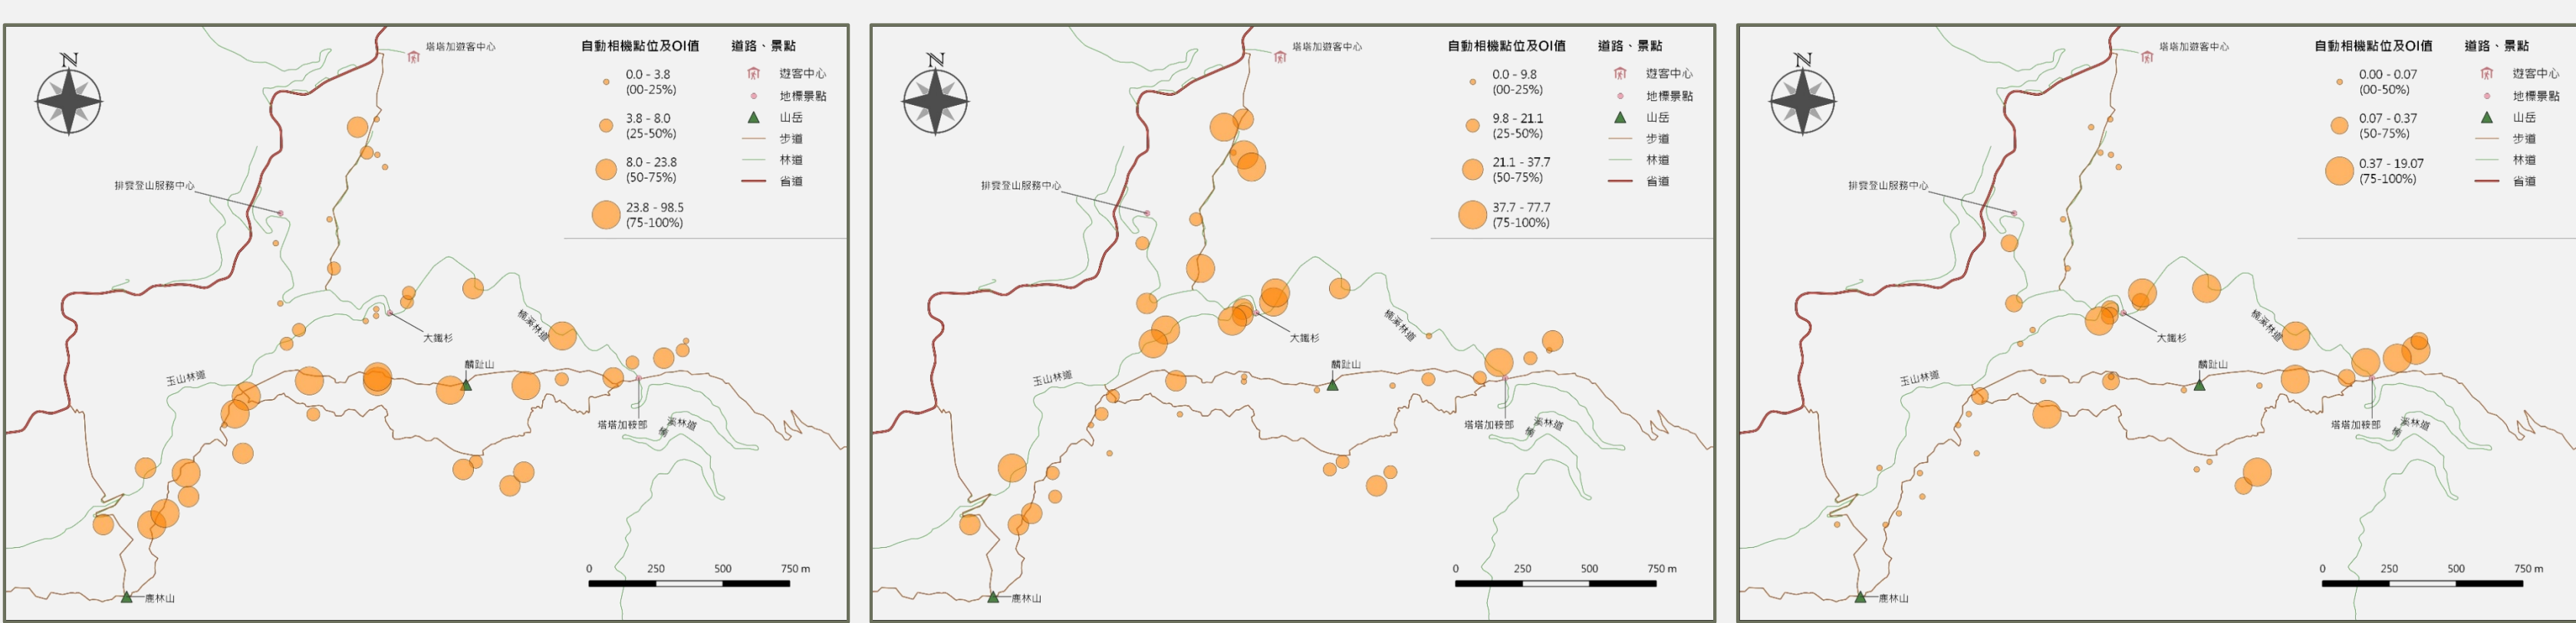 N
塔塔加遊客中心
自動相機點位及OI值
道路、景點
0.0 - 3.8
(00-25%)
3.8 - 8.0
(25-50%)
8.0 - 23.8
(50-75%)
23.8 - 98.5
(75-100%)
遊客中心
地標景點
山岳
步道
林道
省道
排雲登山服務中心
大鐵杉
楠溪林道
麟趾山
玉山林道
塔塔加鞍部
楠溪林道
0 250 500 750 m
鹿林山
N
塔塔加遊客中心
自動相機點位及OI值
道路、景點
0.0 - 9.8
(00-25%)
9.8 - 21.1
(25-50%)
21.1 - 37.7
(50-75%)
37.7 - 77.7
(75-100%)
遊客中心
地標景點
山岳
步道
林道
省道
排雲登山服務中心
大鐵杉
楠溪林道
麟趾山
玉山林道
塔塔加鞍部
楠溪林道
0 250 500 750 m
鹿林山
N
塔塔加遊客中心
自動相機點位及OI值
道路、景點
0.00 - 0.07
(00-50%)
0.07 - 0.37
(50-75%)
0.37 - 19.07
(75-100%)
遊客中心
地標景點
山岳
步道
林道
省道
排雲登山服務中心
大鐵杉
楠溪林道
麟趾山
玉山林道
塔塔加鞍部
楠溪林道
0 250 500 750 m
鹿林山